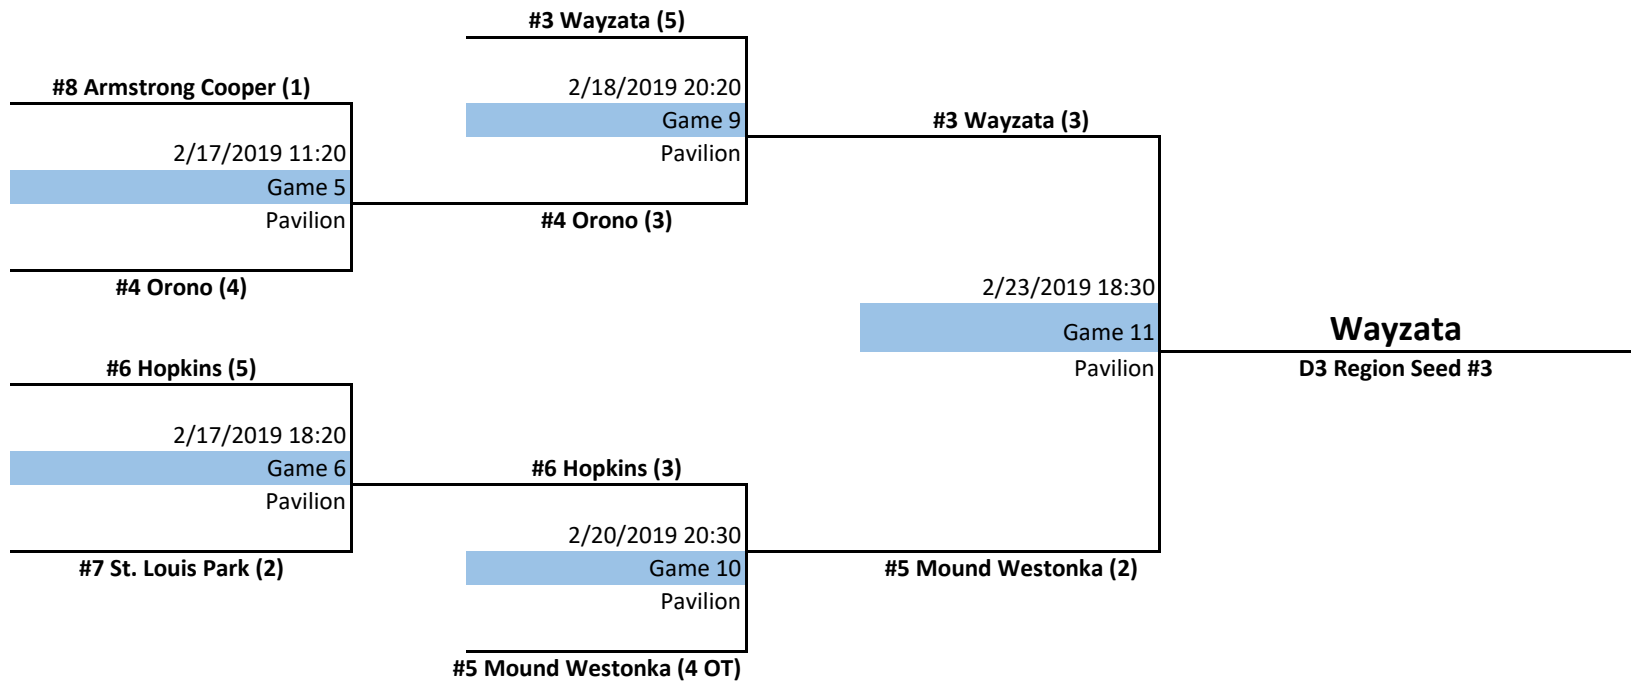 #3 Wayzata (5)
#8 Armstrong Cooper (1)
2/18/2019 20:20
Game 9
#3 Wayzata (3)
2/17/2019 11:20
Pavilion
Game 5
Pavilion
#4 Orono (3)
#4 Orono (4)
2/23/2019 18:30
Game 11
Wayzata
#6 Hopkins (5)
Pavilion
D3 Region Seed #3
2/17/2019 18:20
Game 6
#6 Hopkins (3)
Pavilion
2/20/2019 20:30
#7 St. Louis Park (2)
Game 10
#5 Mound Westonka (2)
Pavilion
#5 Mound Westonka (4 OT)